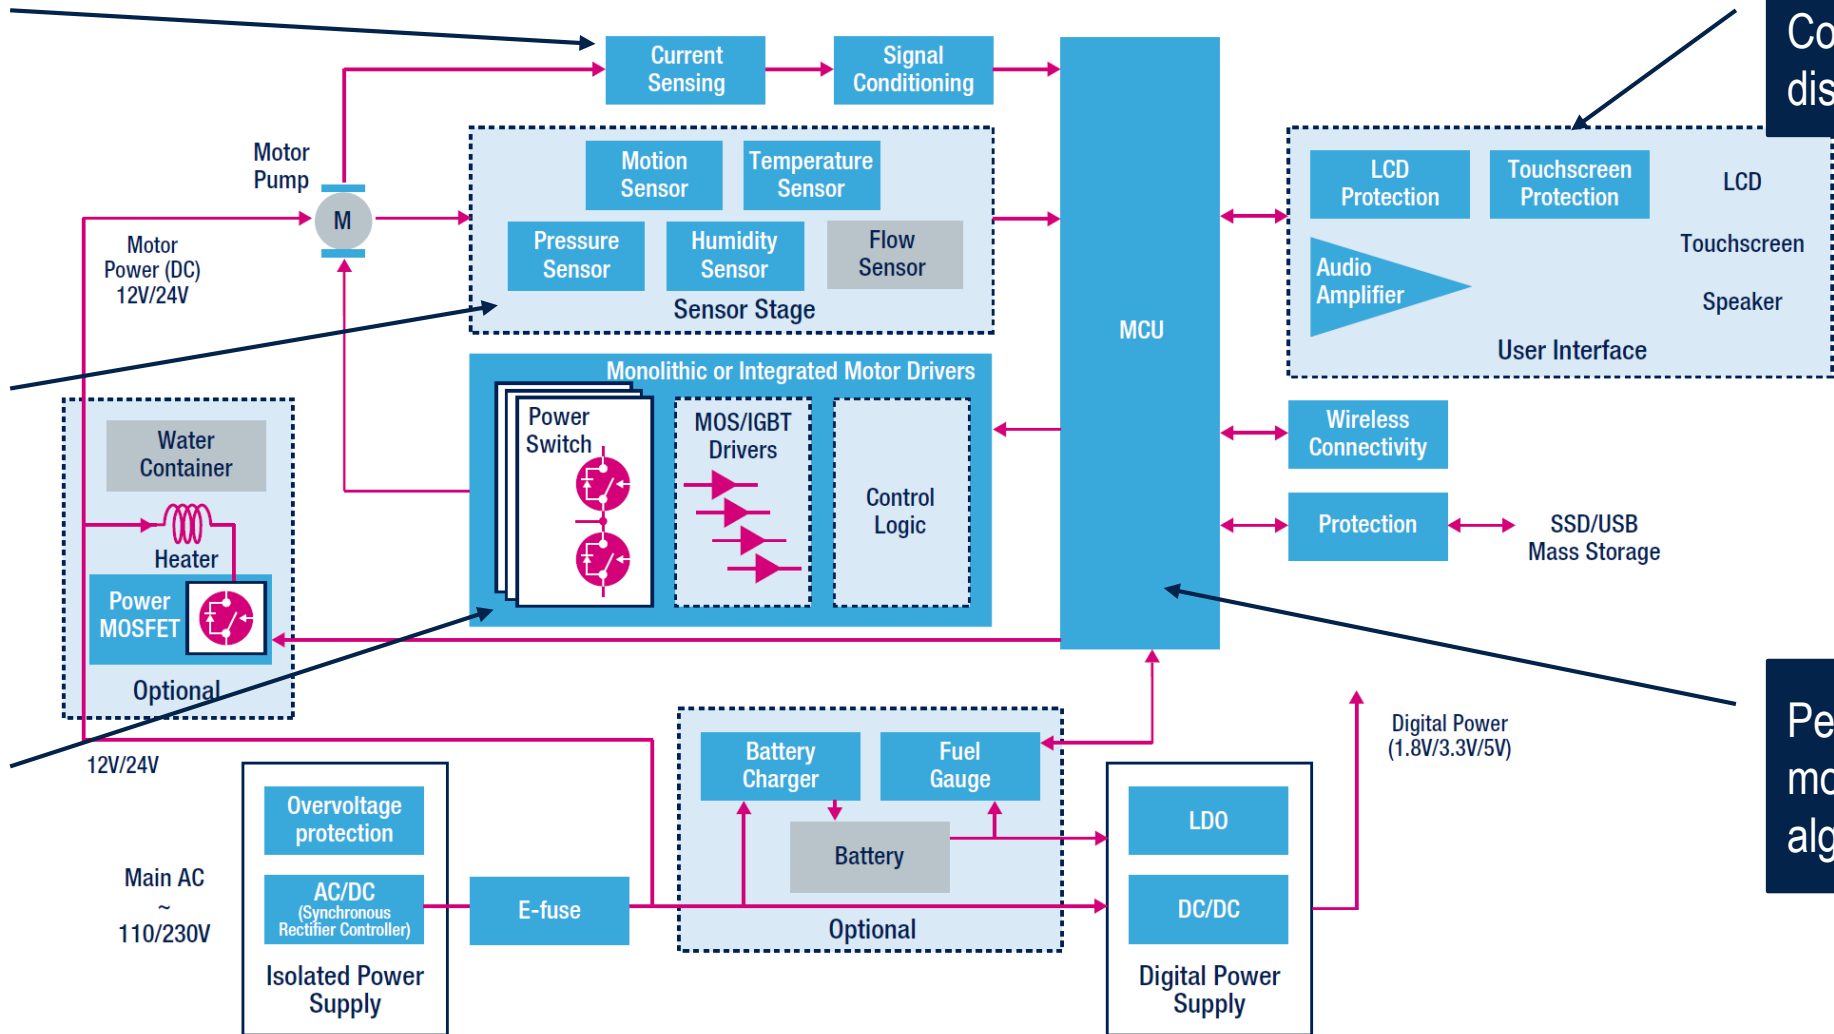 Current
Sensing
Signal
Conditioning
Motor
Pump
M
Motor
Power (DC)
12V/24V
Motion
Sensor
Temperature
Sensor
Pressure
Sensor
Humidity
Sensor
Flow
Sensor
Sensor Stage
MCU
LCD
Protection
Touchscreen
Protection
LCD
Touchscreen
Speaker
Audio
Amplifier
User Interface
Monolithic or Integrated Motor Drivers
Power
Switch
MOS/IGBT
Drivers
Control
Logic
Water
Container
Heater
Power
MOSFET
Optional
12V/24V
Wireless
Connectivity
Protection
SSD/USB
Mass Storage
Digital Power
(1.8V/3.3V/5V)
Battery
Charger
Fuel
Gauge
Battery
Optional
Overvoltage
protection
AC/DC
(Synchronous
Rectifier Controller)
Isolated Power
Supply
Main AC
~
110/230V
E-fuse
LDO
DC/DC
Digital Power
Supply